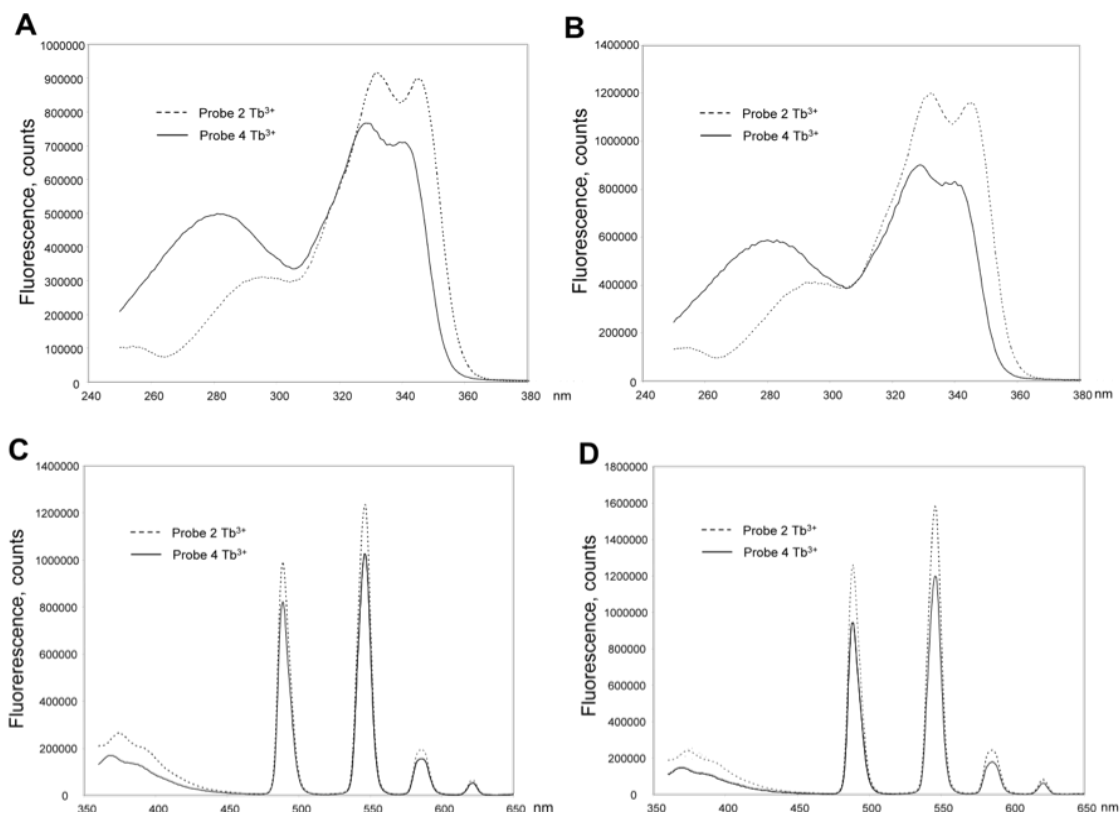 A
Fluorescence, counts
1000000
900000
800000
700000
600000
500000
400000
300000
200000
100000
0
Probe 2 Tb³⁺
Probe 4 Tb³⁺
240 260 280 300 320 340 360 380 nm
B
Fluorescence, counts
1400000
1200000
1000000
800000
600000
400000
200000
0
Probe 2 Tb³⁺
Probe 4 Tb³⁺
240 260 280 300 320 340 360 380 nm
C
Fluorerescence, counts
1400000
1200000
1000000
800000
600000
400000
200000
0
Probe 2 Tb³⁺
Probe 4 Tb³⁺
350 400 450 500 550 600 650 nm
D
Fluorescence, counts
1800000
1600000
1400000
1200000
1000000
800000
600000
400000
200000
0
Probe 2 Tb³⁺
Probe 4 Tb³⁺
350 400 450 500 550 600 650 nm